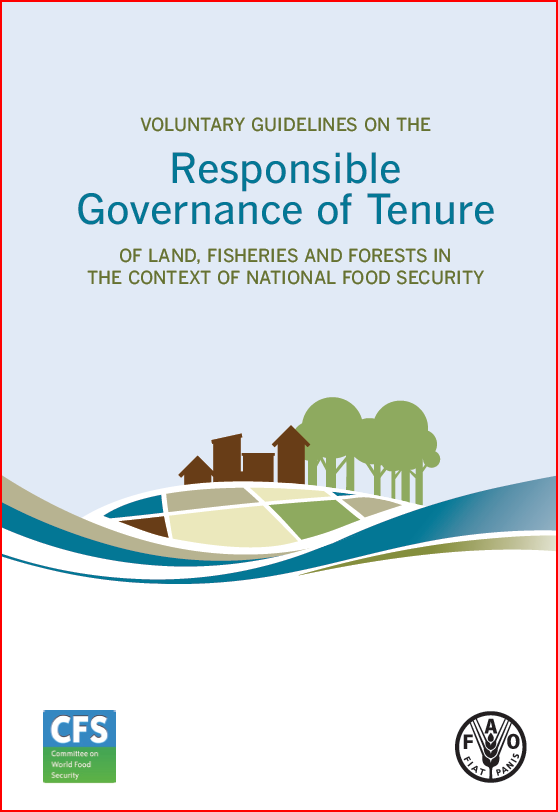 VOLUNTARY GUIDELINES ON THE
Responsible
Governance of Tenure
OF LAND, FISHERIES AND FORESTS IN
THE CONTEXT OF NATIONAL FOOD SECURITY
CFS
Committee on
World Food
Security
F A O
FIAT PANIS